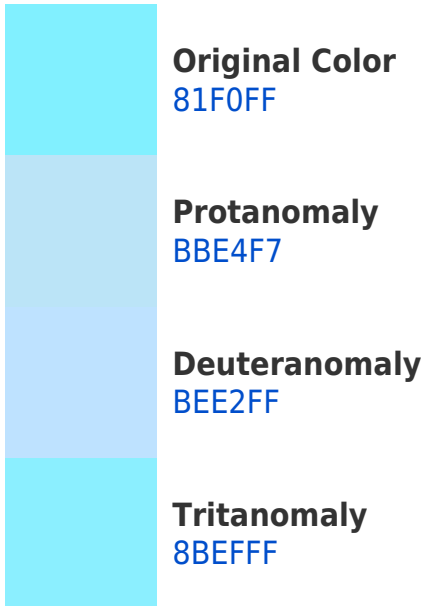 Original Color
81F0FF
Protanomaly
BBE4F7
Deuteranomaly
BEE2FF
Tritanomaly
8BEFFF